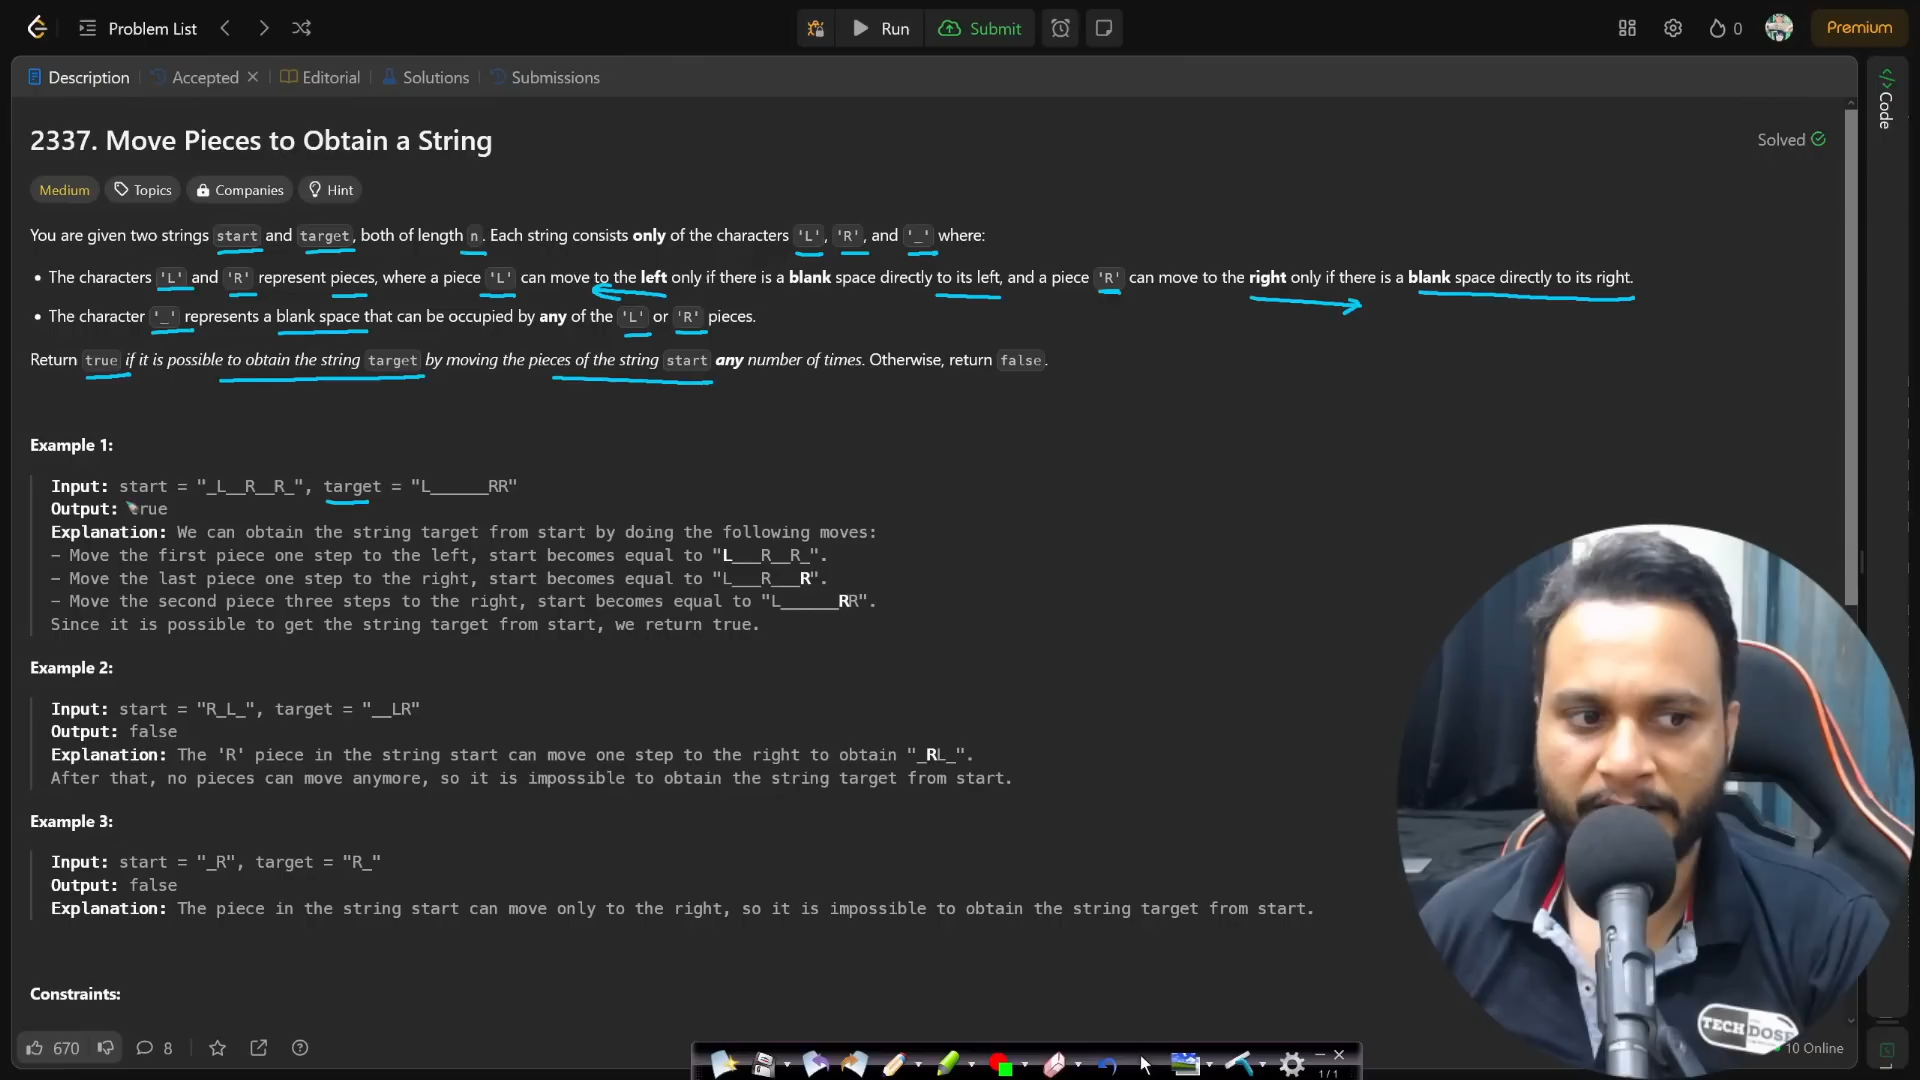 Problem List
Run
Submit
0
Premium
Description
Accepted
Editorial
Solutions
Submissions
Code
2337. Move Pieces to Obtain a String
Solved
Medium
Topics
Companies
Hint
You are given two strings start and target, both of length n. Each string consists only of the characters 'L', 'R', and '_' where:
• The characters 'L' and 'R' represent pieces, where a piece 'L' can move to the left only if there is a blank space directly to its left, and a piece 'R' can move to the right only if there is a blank space directly to its right.
• The character '_' represents a blank space that can be occupied by any of the 'L' or 'R' pieces.
Return true if it is possible to obtain the string target by moving the pieces of the string start any number of times. Otherwise, return false.
Example 1:
Input: start = "_L__R__R_", target = "L______RR"
Output: true
Explanation: We can obtain the string target from start by doing the following moves:
- Move the first piece one step to the left, start becomes equal to "L___R__R_".
- Move the last piece one step to the right, start becomes equal to "L___R___R".
- Move the second piece three steps to the right, start becomes equal to "L______RR".
Since it is possible to get the string target from start, we return true.
Example 2:
Input: start = "R_L_", target = "__LR"
Output: false
Explanation: The 'R' piece in the string start can move one step to the right to obtain "_RL_".
After that, no pieces can move anymore, so it is impossible to obtain the string target from start.
Example 3:
Input: start = "_R", target = "R_"
Output: false
Explanation: The piece in the string start can move only to the right, so it is impossible to obtain the string target from start.
Constraints:
670
8
10 Online
TECH DOSE
1/1